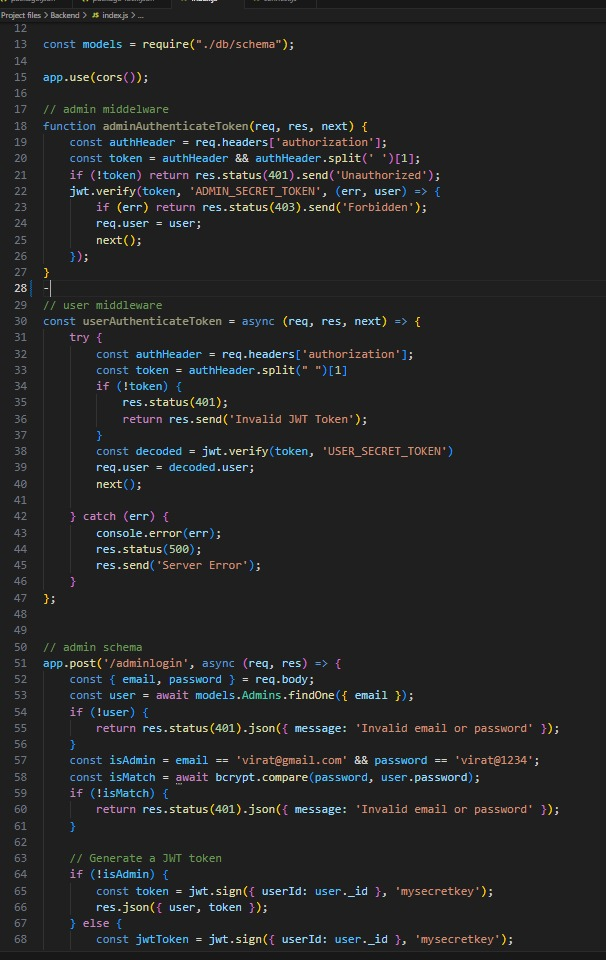 Project files > Backend > JS index.js > ...
12
13 const models = require("./db/schema");
14
15 app.use(cors());
16
17 // admin middelware
18 function adminAuthenticateToken(req, res, next) {
19     const authHeader = req.headers['authorization'];
20     const token = authHeader && authHeader.split(' ')[1];
21     if (!token) return res.status(401).send('Unauthorized');
22     jwt.verify(token, 'ADMIN_SECRET_TOKEN', (err, user) => {
23         if (err) return res.status(403).send('Forbidden');
24         req.user = user;
25         next();
26     });
27 }
28 -
29 // user middleware
30 const userAuthenticateToken = async (req, res, next) => {
31     try {
32         const authHeader = req.headers['authorization'];
33         const token = authHeader.split(" ")[1]
34         if (!token) {
35             res.status(401);
36             return res.send('Invalid JWT Token');
37         }
38         const decoded = jwt.verify(token, 'USER_SECRET_TOKEN')
39         req.user = decoded.user;
40         next();
41
42     } catch (err) {
43         console.error(err);
44         res.status(500);
45         res.send('Server Error');
46     }
47 };
48
49
50 // admin schema
51 app.post('/adminlogin', async (req, res) => {
52     const { email, password } = req.body;
53     const user = await models.Admins.findOne({ email });
54     if (!user) {
55         return res.status(401).json({ message: 'Invalid email or password' });
56     }
57     const isAdmin = email == 'virat@gmail.com' && password == 'virat@1234';
58     const isMatch = await bcrypt.compare(password, user.password);
59     if (!isMatch) {
60         return res.status(401).json({ message: 'Invalid email or password' });
61     }
62
63     // Generate a JWT token
64     if (!isAdmin) {
65         const token = jwt.sign({ userId: user._id }, 'mysecretkey');
66         res.json({ user, token });
67     } else {
68         const jwtToken = jwt.sign({ userId: user._id }, 'mysecretkey');